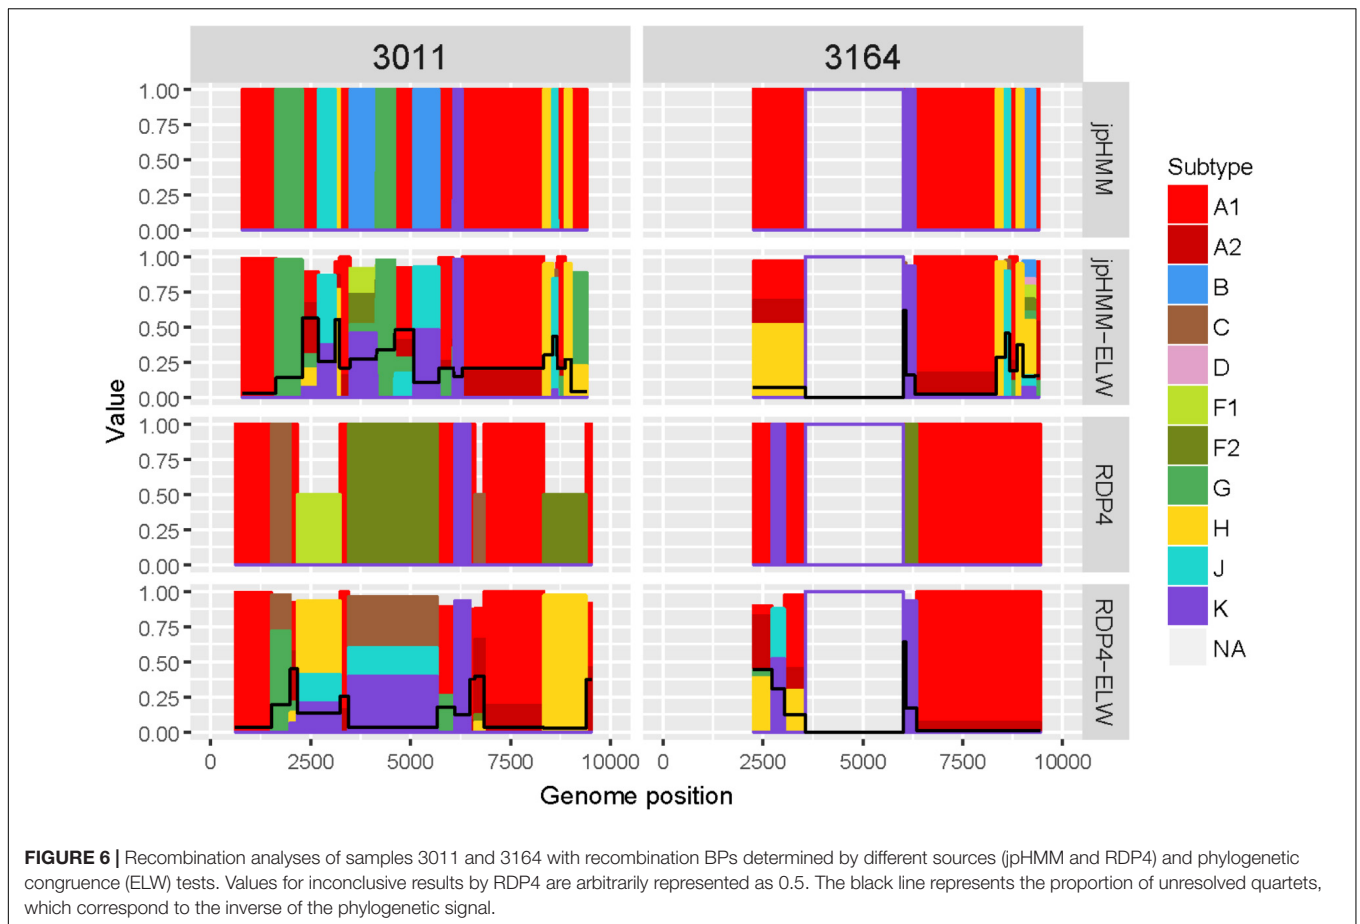 3011
3164
1.00
0.75
0.50
0.25
0.00
jpHMM
1.00
0.75
0.50
0.25
0.00
jpHMM-ELW
1.00
0.75
0.50
0.25
0.00
RDP4
1.00
0.75
0.50
0.25
0.00
RDP4-ELW
Value
0
2500
5000
7500
10000
0
2500
5000
7500
10000
Genome position
Subtype
A1
A2
B
C
D
F1
F2
G
H
J
K
NA
FIGURE 6 | Recombination analyses of samples 3011 and 3164 with recombination BPs determined by different sources (jpHMM and RDP4) and phylogenetic
congruence (ELW) tests. Values for inconclusive results by RDP4 are arbitrarily represented as 0.5. The black line represents the proportion of unresolved quartets,
which correspond to the inverse of the phylogenetic signal.